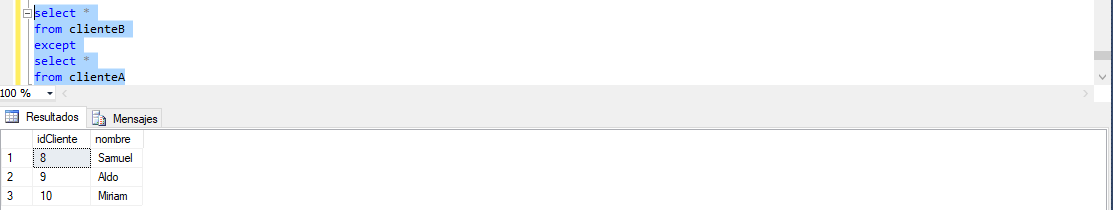 select *
from clienteB
except
select *
from clienteA
100 %
Resultados Mensajes
idCliente nombre
1 8 Samuel
2 9 Aldo
3 10 Miriam